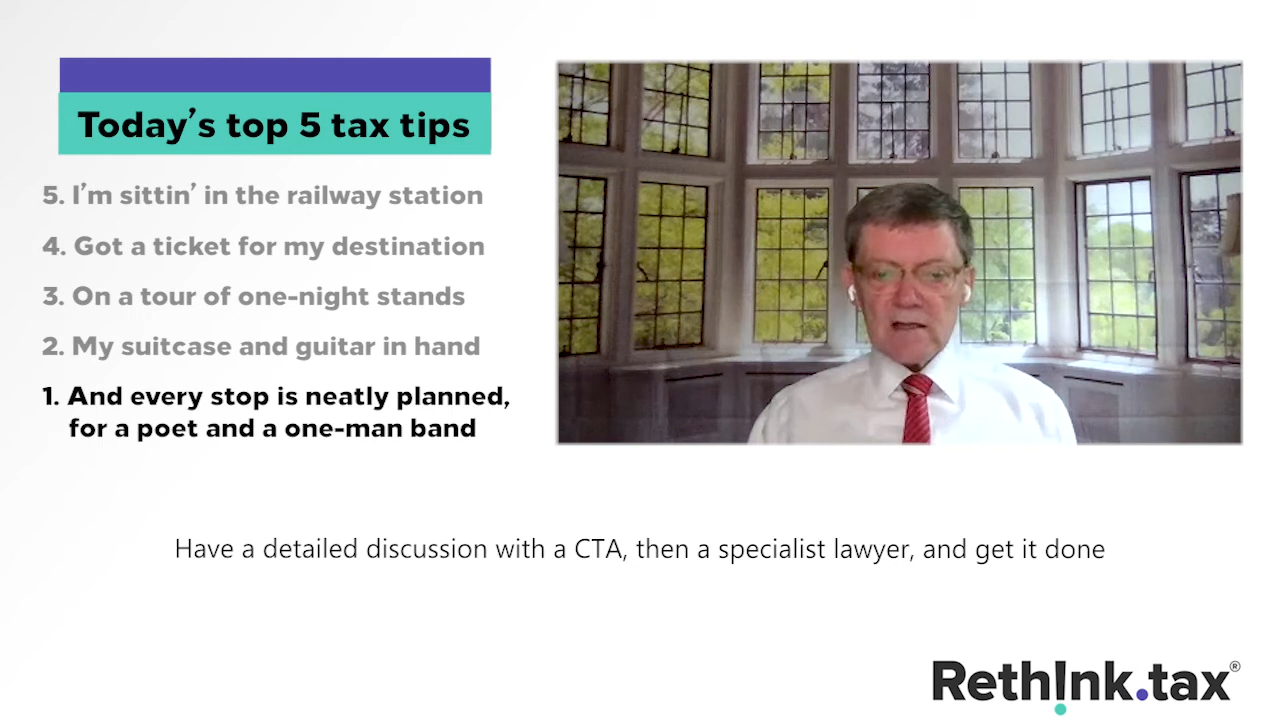 Today's top 5 tax tips
5. I'm sittin' in the railway station
4. Got a ticket for my destination
3. On a tour of one-night stands
2. My suitcase and guitar in hand
1. And every stop is neatly planned,
for a poet and a one-man band
Have a detailed discussion with a CTA, then a specialist lawyer, and get it done
Reth!nk.tax®